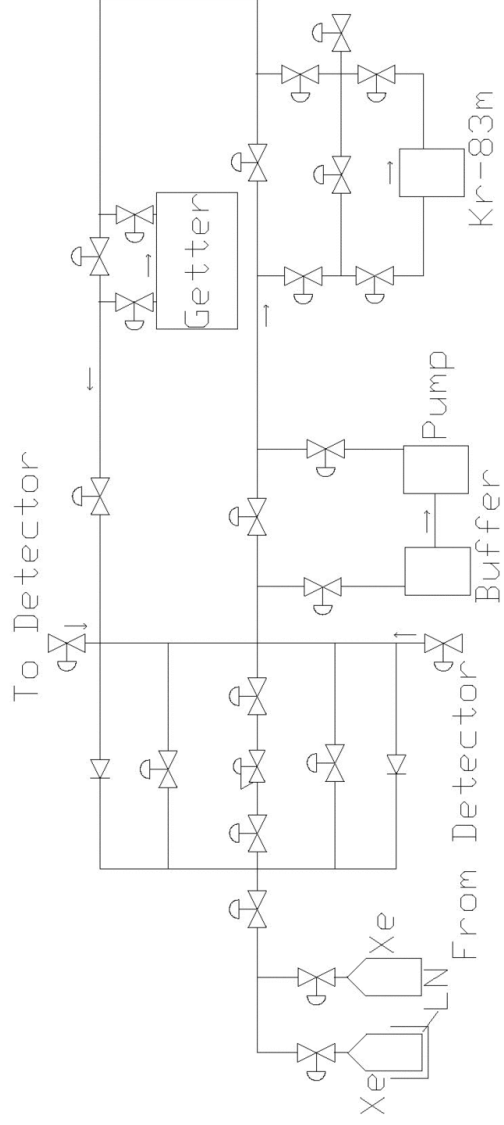 To Detector
Getter
Kr-83m
Pump
Buffer
From Detector
Xe
LN
Xe